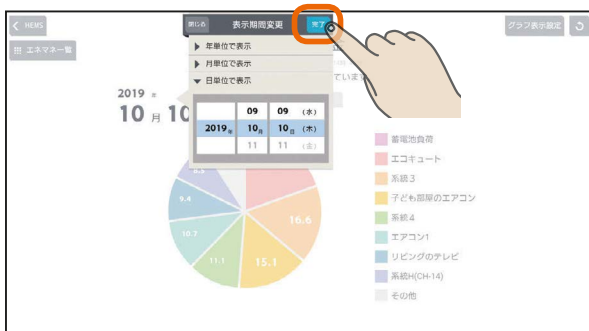 HEMS
閉じる 表示期間変更 完了
グラフ表示設定
エネマネ一覧
年単位で表示
月単位で表示
ています
日単位で表示
2019 年
10 月 10
09 09 (水)
2019年 10月 10日 (木)
11 11 (金)
蓄電池負荷
エコキュート
系統3
子ども部屋のエアコン
系統4
エアコン1
リビングのテレビ
系統H(CH-14)
その他
9.4
16.6
10.7
11.1
15.1